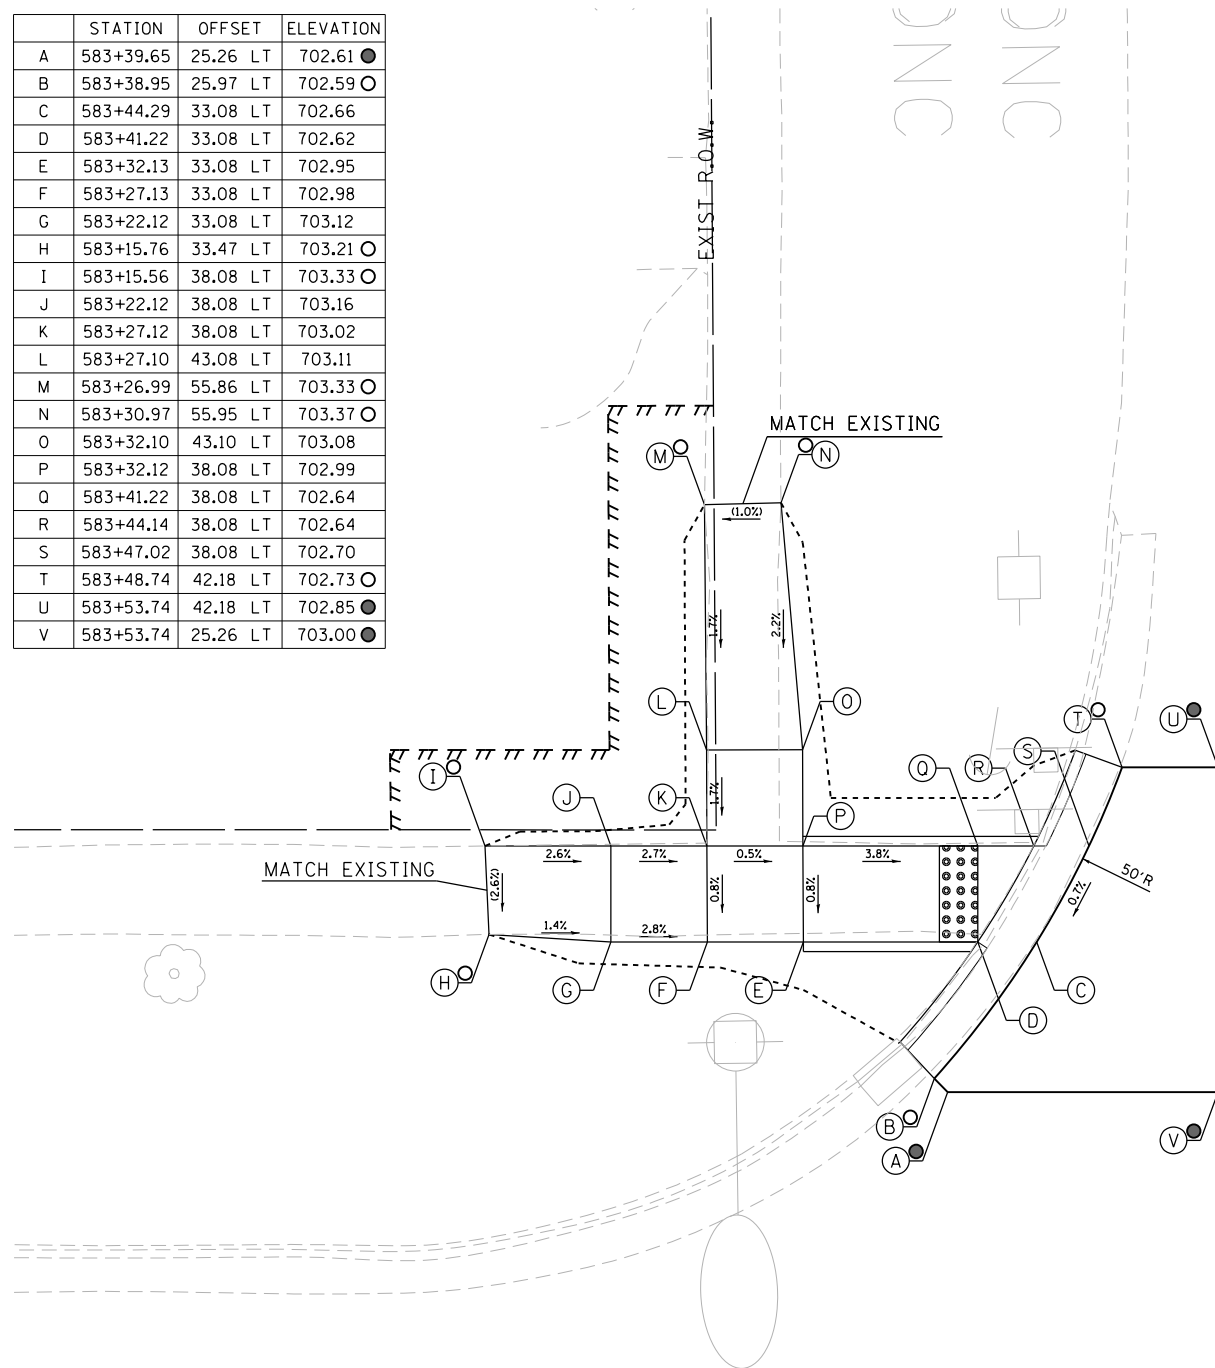 STATION OFFSET ELEVATION
A 583+39.65 25.26 LT 702.61
B 583+38.95 25.97 LT 702.59
C 583+44.29 33.08 LT 702.66
D 583+41.22 33.08 LT 702.62
E 583+32.13 33.08 LT 702.95
F 583+27.13 33.08 LT 702.98
G 583+22.12 33.08 LT 703.12
H 583+15.76 33.47 LT 703.21
I 583+15.56 38.08 LT 703.33
J 583+22.12 38.08 LT 703.16
K 583+27.12 38.08 LT 703.02
L 583+27.10 43.08 LT 703.11
M 583+26.99 55.86 LT 703.33
N 583+30.97 55.95 LT 703.37
O 583+32.10 43.10 LT 703.08
P 583+32.12 38.08 LT 702.99
Q 583+41.22 38.08 LT 702.64
R 583+44.14 38.08 LT 702.64
S 583+47.02 38.08 LT 702.70
T 583+48.74 42.18 LT 702.73
U 583+53.74 42.18 LT 702.85
V 583+53.74 25.26 LT 703.00
ONC
ONC
EXIST R.O.W.
MATCH EXISTING
M
N
(1.0%)
1.7%
2.2%
L
O
T
U
S
R
Q
I
J
K
P
1.7%
MATCH EXISTING
(2.6%)
2.6%
2.7%
0.5%
3.8%
0.8%
0.8%
1.4%
2.8%
50'R
0.7%
H
G
F
E
D
C
B
A
V